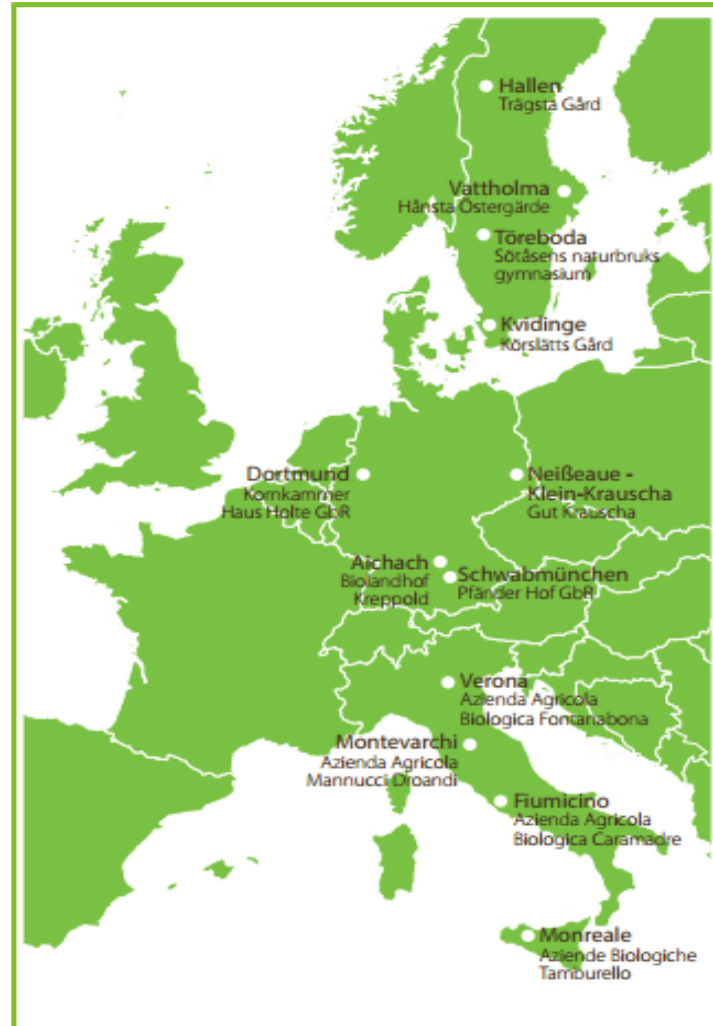 Hallen
Trägsta Gård
Vattholma
Hånsta Östergärde
Töreboda
Sötåsens naturbruks
gymnasium
Kvidinge
Körslätts Gård
Dortmund
Kornkammer
Haus Holte GbR
Neißeaue -
Klein-Krauscha
Gut Krauscha
Aichach
Biolandhof
Kreppold
Schwabmünchen
Pfänder Hof GbR
Verona
Azienda Agricola
Biologica Fontanabona
Montevarchi
Azienda Agricola
Mannucci Droandi
Fiumicino
Azienda Agricola
Biologica Caramadre
Monreale
Aziende Biologiche
Tamburello